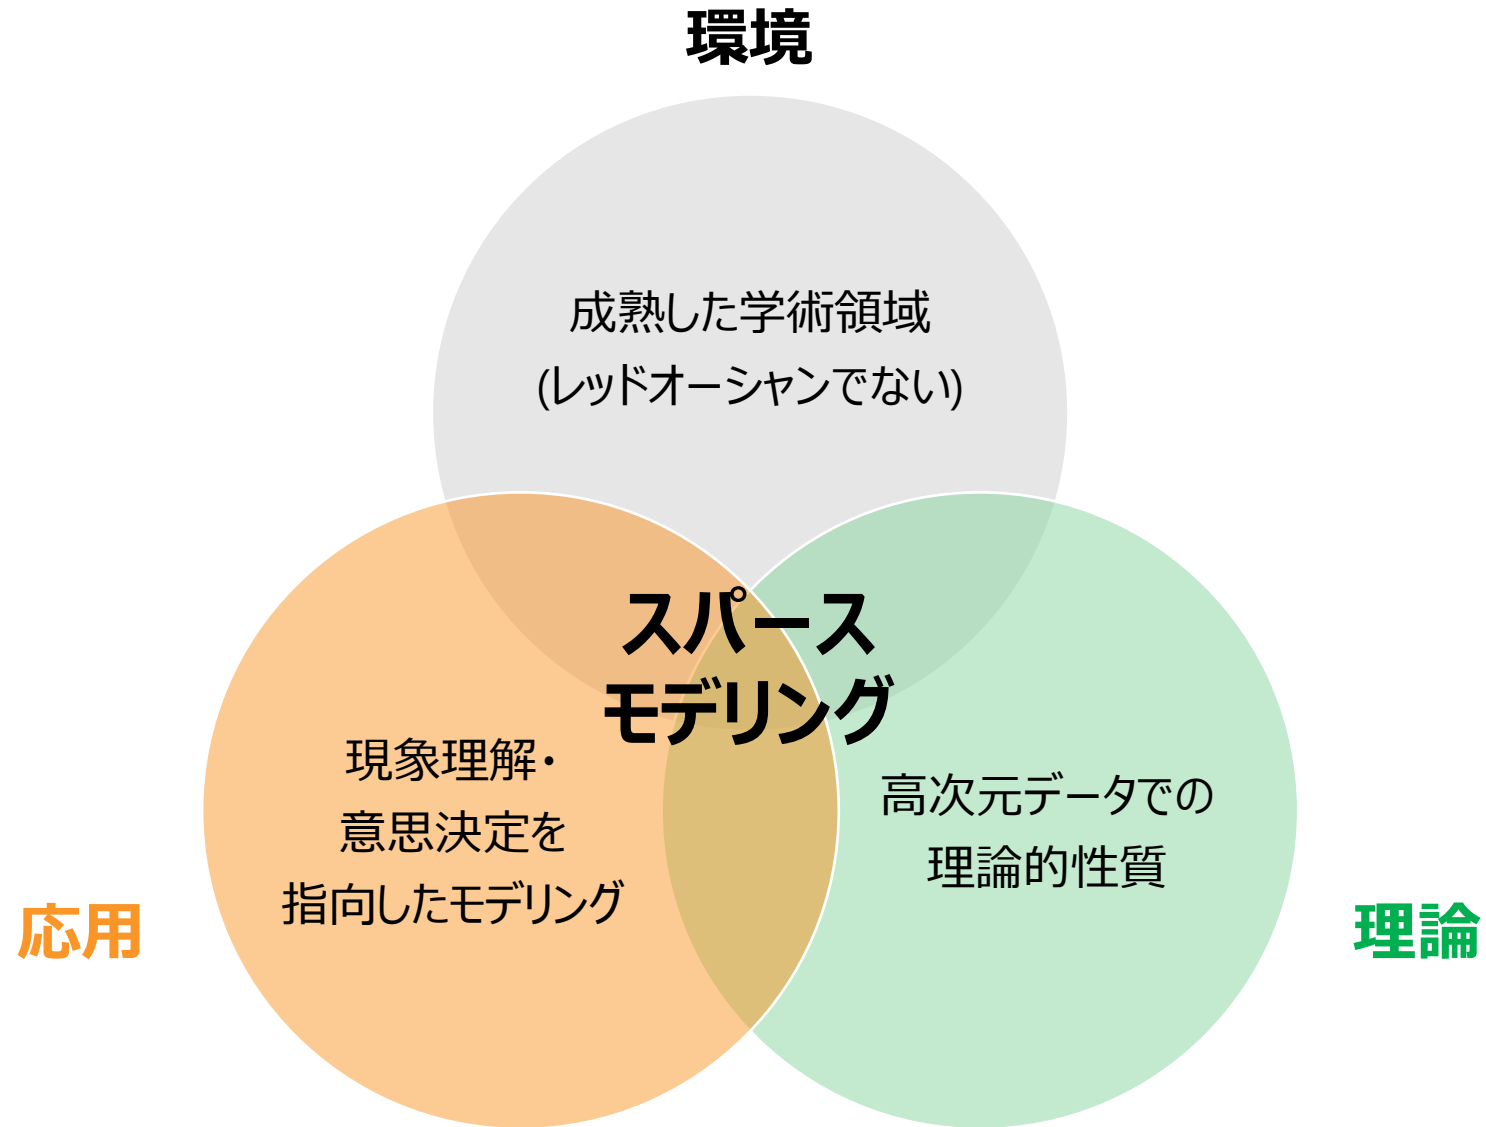 環境
成熟した学術領域
(レッドオーシャンでない)
スパース
モデリング
現象理解・
意思決定を
指向したモデリング
高次元データでの
理論的性質
応用
理論